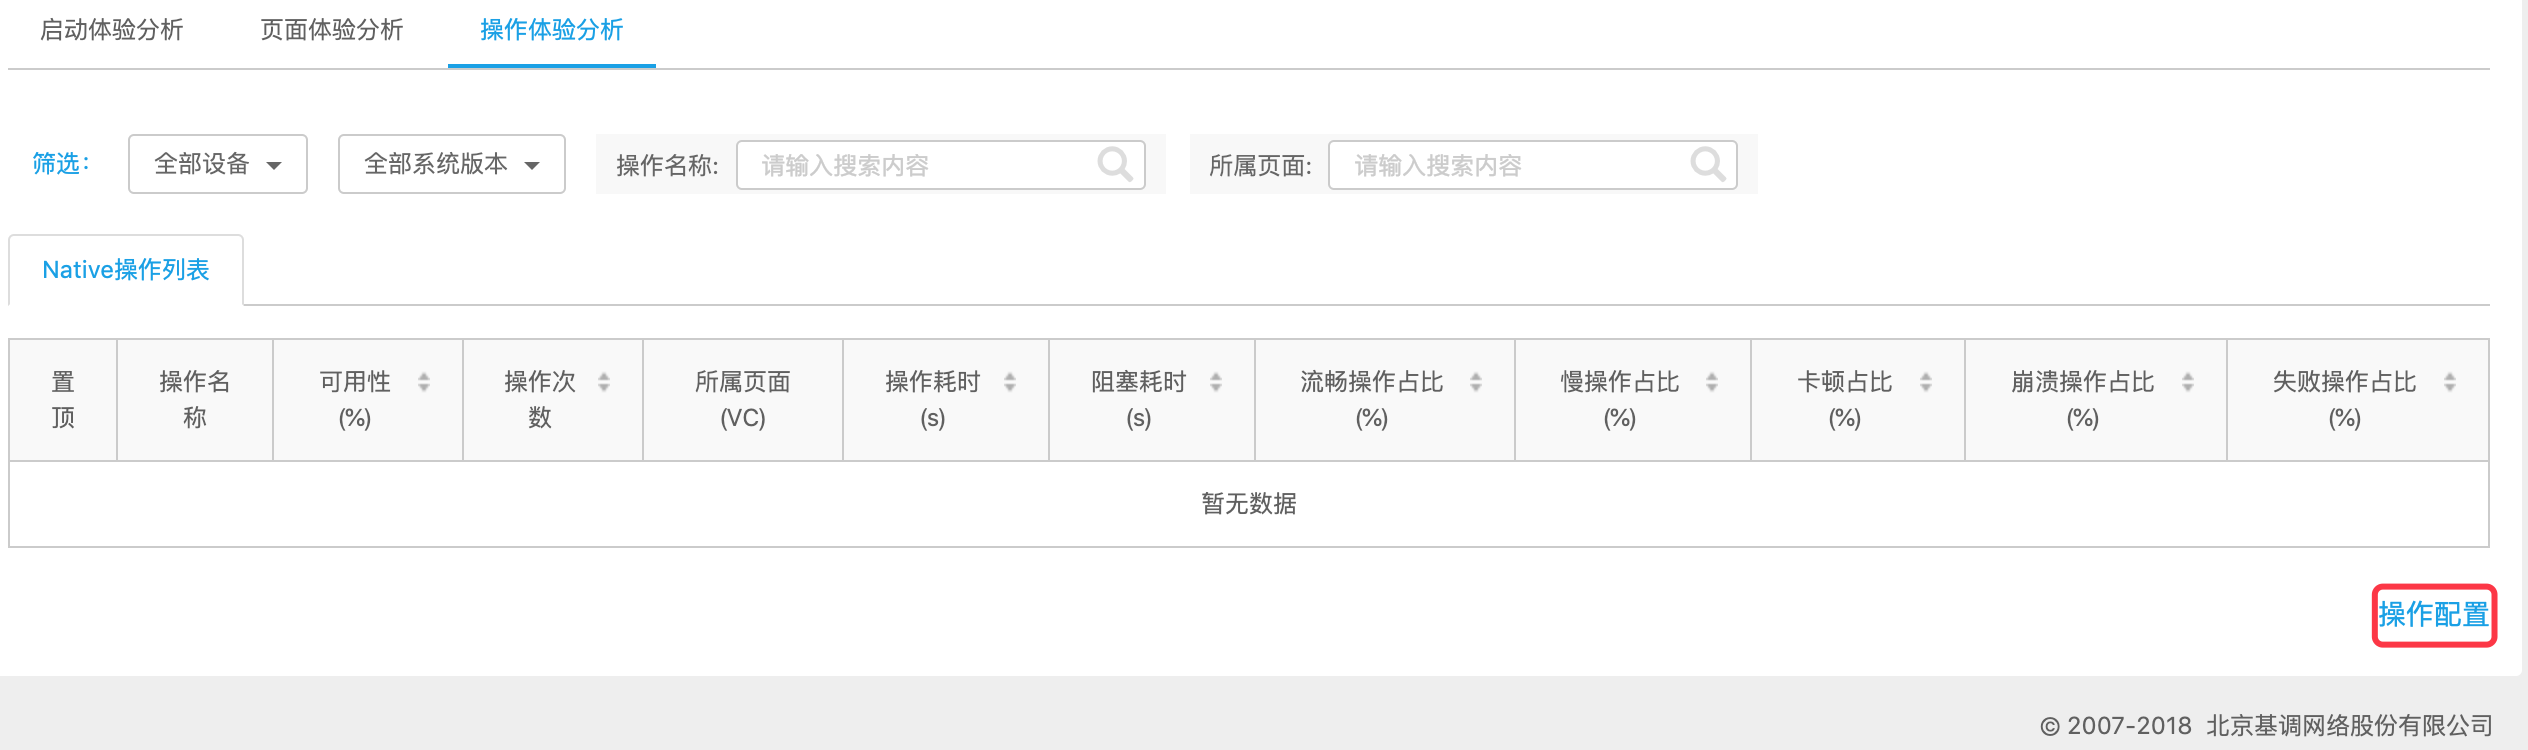 启动体验分析 页面体验分析 操作体验分析
筛选: 全部设备 全部系统版本 操作名称: 请输入搜索内容 所属页面: 请输入搜索内容
Native操作列表
置顶 操作名称 可用性(%) 操作次数 所属页面(VC) 操作耗时(s) 阻塞耗时(s) 流畅操作占比(%) 慢操作占比(%) 卡顿占比(%) 崩溃操作占比(%) 失败操作占比(%)
暂无数据
操作配置
© 2007-2018 北京基调网络股份有限公司